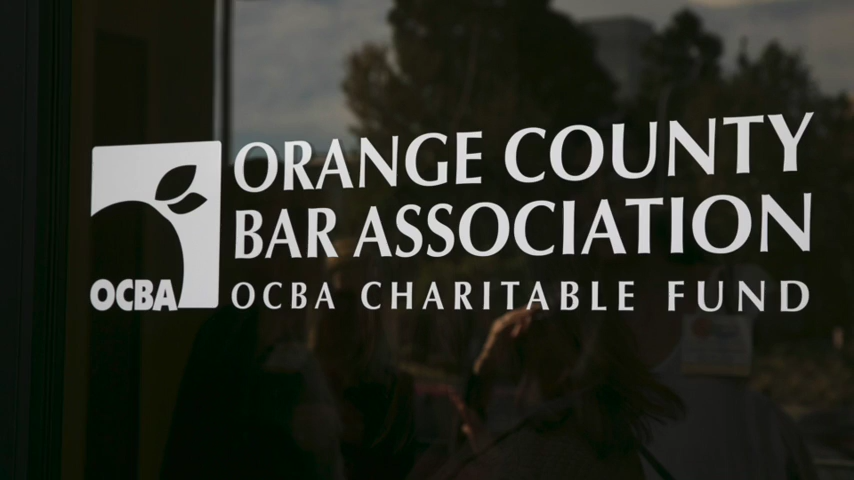 ORANGE COUNTY
BAR ASSOCIATION
OCBA
OCBA CHARITABLE FUND